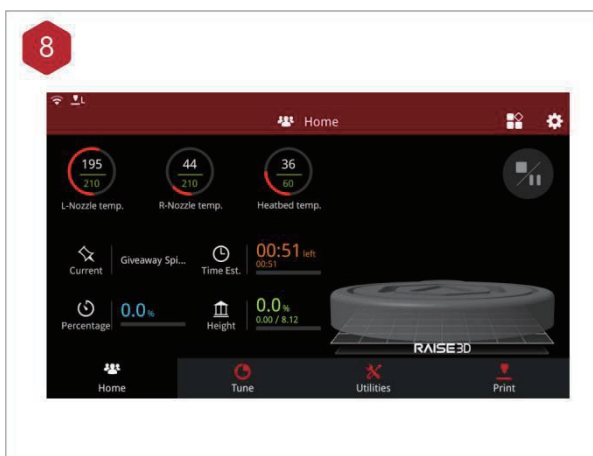 8
L
Home
195
210
L-Nozzle temp.
44
210
R-Nozzle temp.
36
60
Heatbed temp.
Current
Giveaway Spi...
Time Est.
00:51 left
00:51
Percentage
0.0 %
Height
0.0 %
0.00 / 8.12
RAISE3D
Home
Tune
Utilities
Print